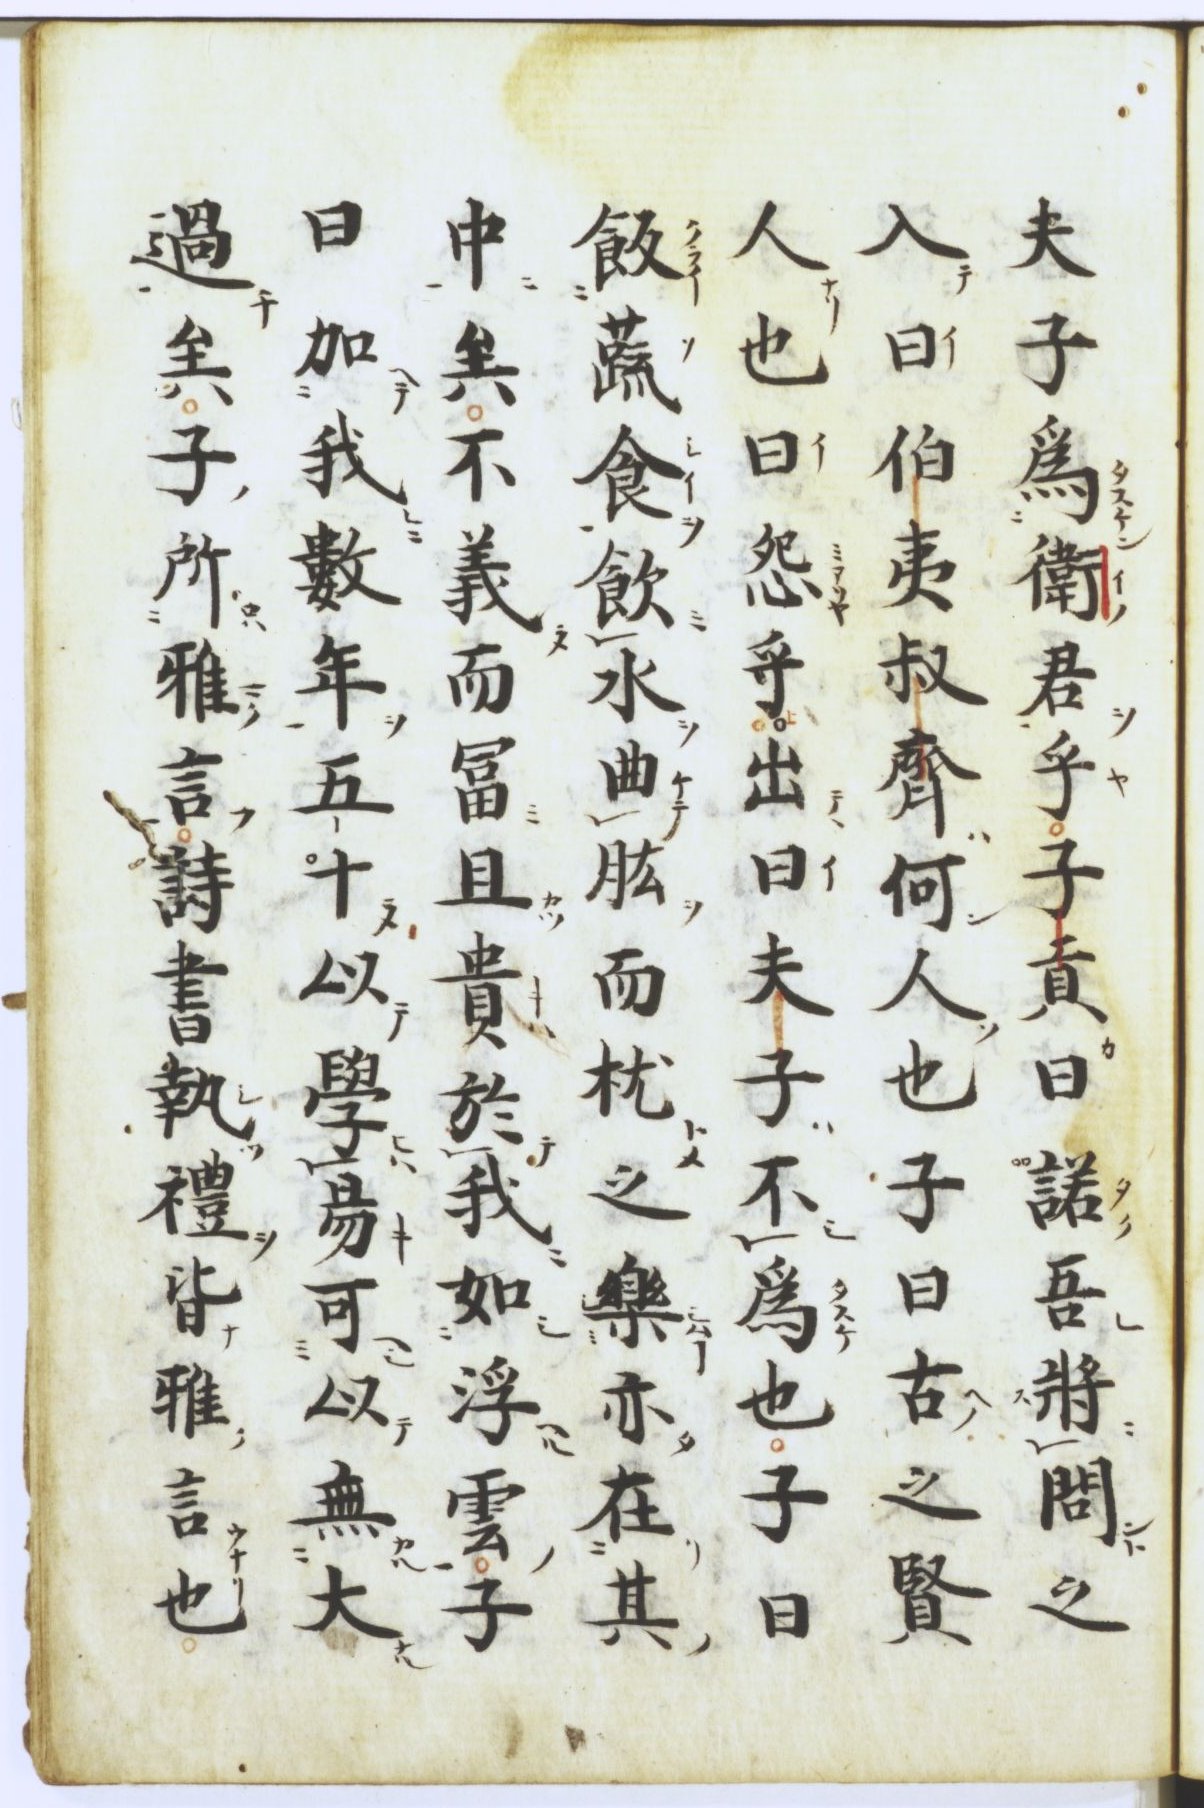 夫子爲衛君乎子貢曰諾吾將問之
入曰伯夷叔齊何人也子曰古之賢
人也曰怨乎出曰夫子不爲也子曰
飯蔬食飲水曲肱而枕之樂亦在其
中矣不義而冨且貴於我如浮雲子
曰加我數年五十以學易可以無大
過矣子所雅言詩書執禮皆雅言也